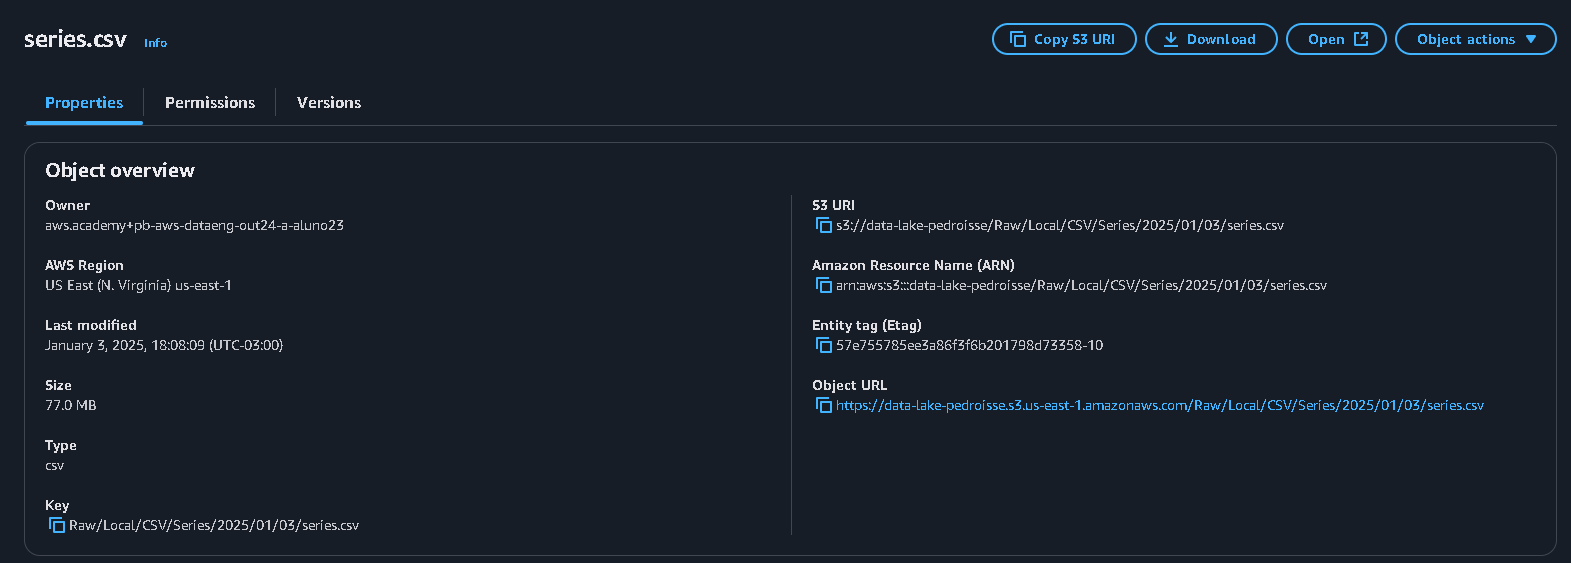 series.csv Info
Copy S3 URI Download Open Object actions
Properties Permissions Versions
Object overview
Owner
aws.academy+pb-aws-dataeng-out24-a-aluno23
AWS Region
US East (N. Virginia) us-east-1
Last modified
January 3, 2025, 18:08:09 (UTC-03:00)
Size
77.0 MB
Type
csv
Key
Raw/Local/CSV/Series/2025/01/03/series.csv
S3 URI
s3://data-lake-pedroisse/Raw/Local/CSV/Series/2025/01/03/series.csv
Amazon Resource Name (ARN)
arn:aws:s3:::data-lake-pedroisse/Raw/Local/CSV/Series/2025/01/03/series.csv
Entity tag (Etag)
57e755785ee3a86f3f6b201798d73358-10
Object URL
https://data-lake-pedroisse.s3.us-east-1.amazonaws.com/Raw/Local/CSV/Series/2025/01/03/series.csv